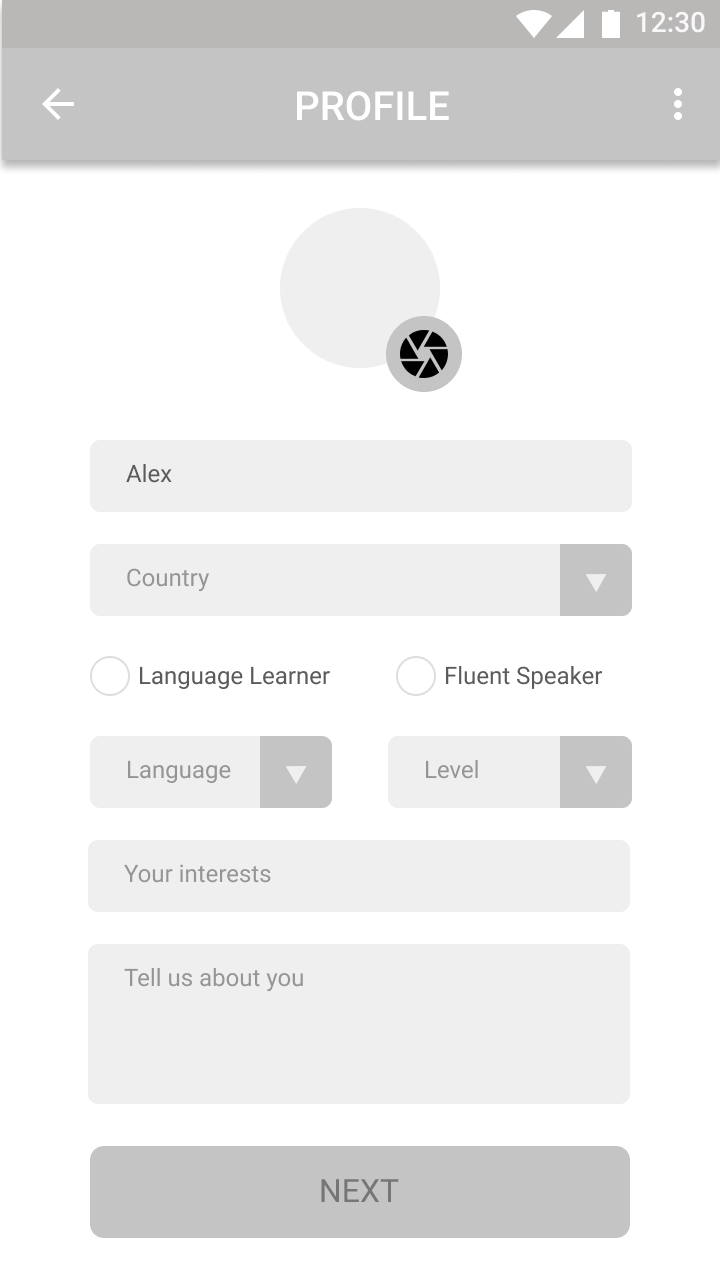 12:30
PROFILE
Alex
Country
Language Learner
Fluent Speaker
Language
Level
Your interests
Tell us about you
NEXT